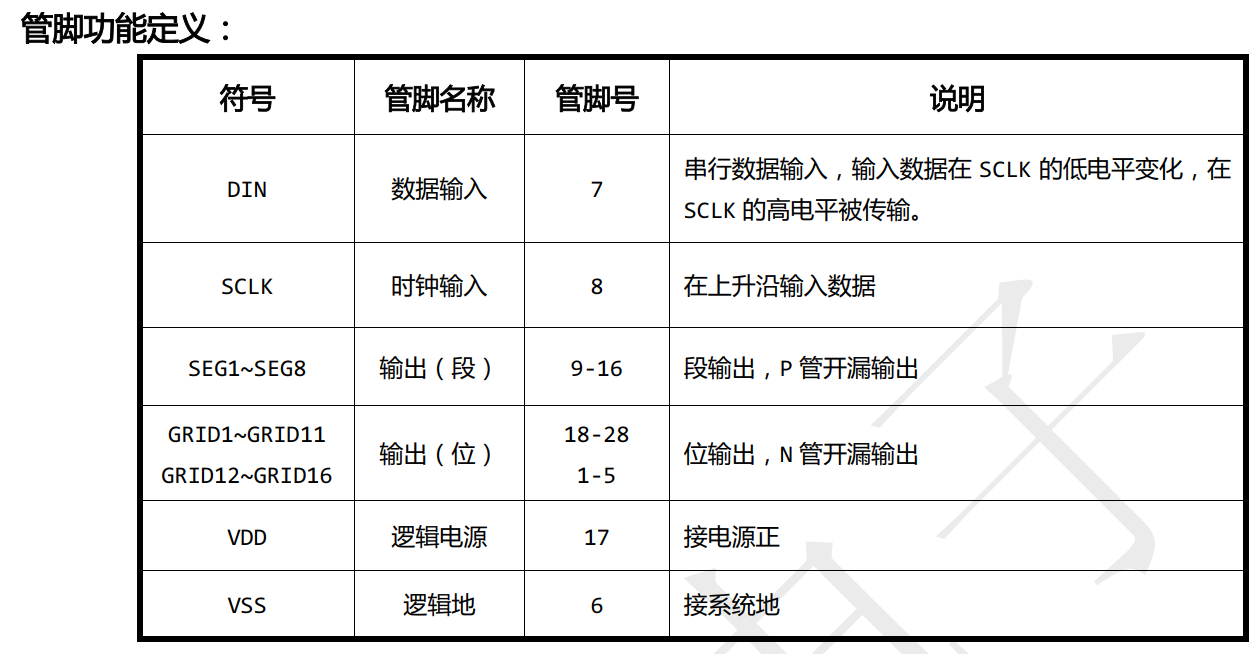 管脚功能定义：
符号 管脚名称 管脚号 说明
DIN 数据输入 7 串行数据输入，输入数据在 SCLK 的低电平变化，在
SCLK 的高电平被传输。
SCLK 时钟输入 8 在上升沿输入数据
SEG1~SEG8 输出（段） 9-16 段输出，P 管开漏输出
GRID1~GRID11 18-28
输出（位） 位输出，N 管开漏输出
GRID12~GRID16 1-5
VDD 逻辑电源 17 接电源正
VSS 逻辑地 6 接系统地